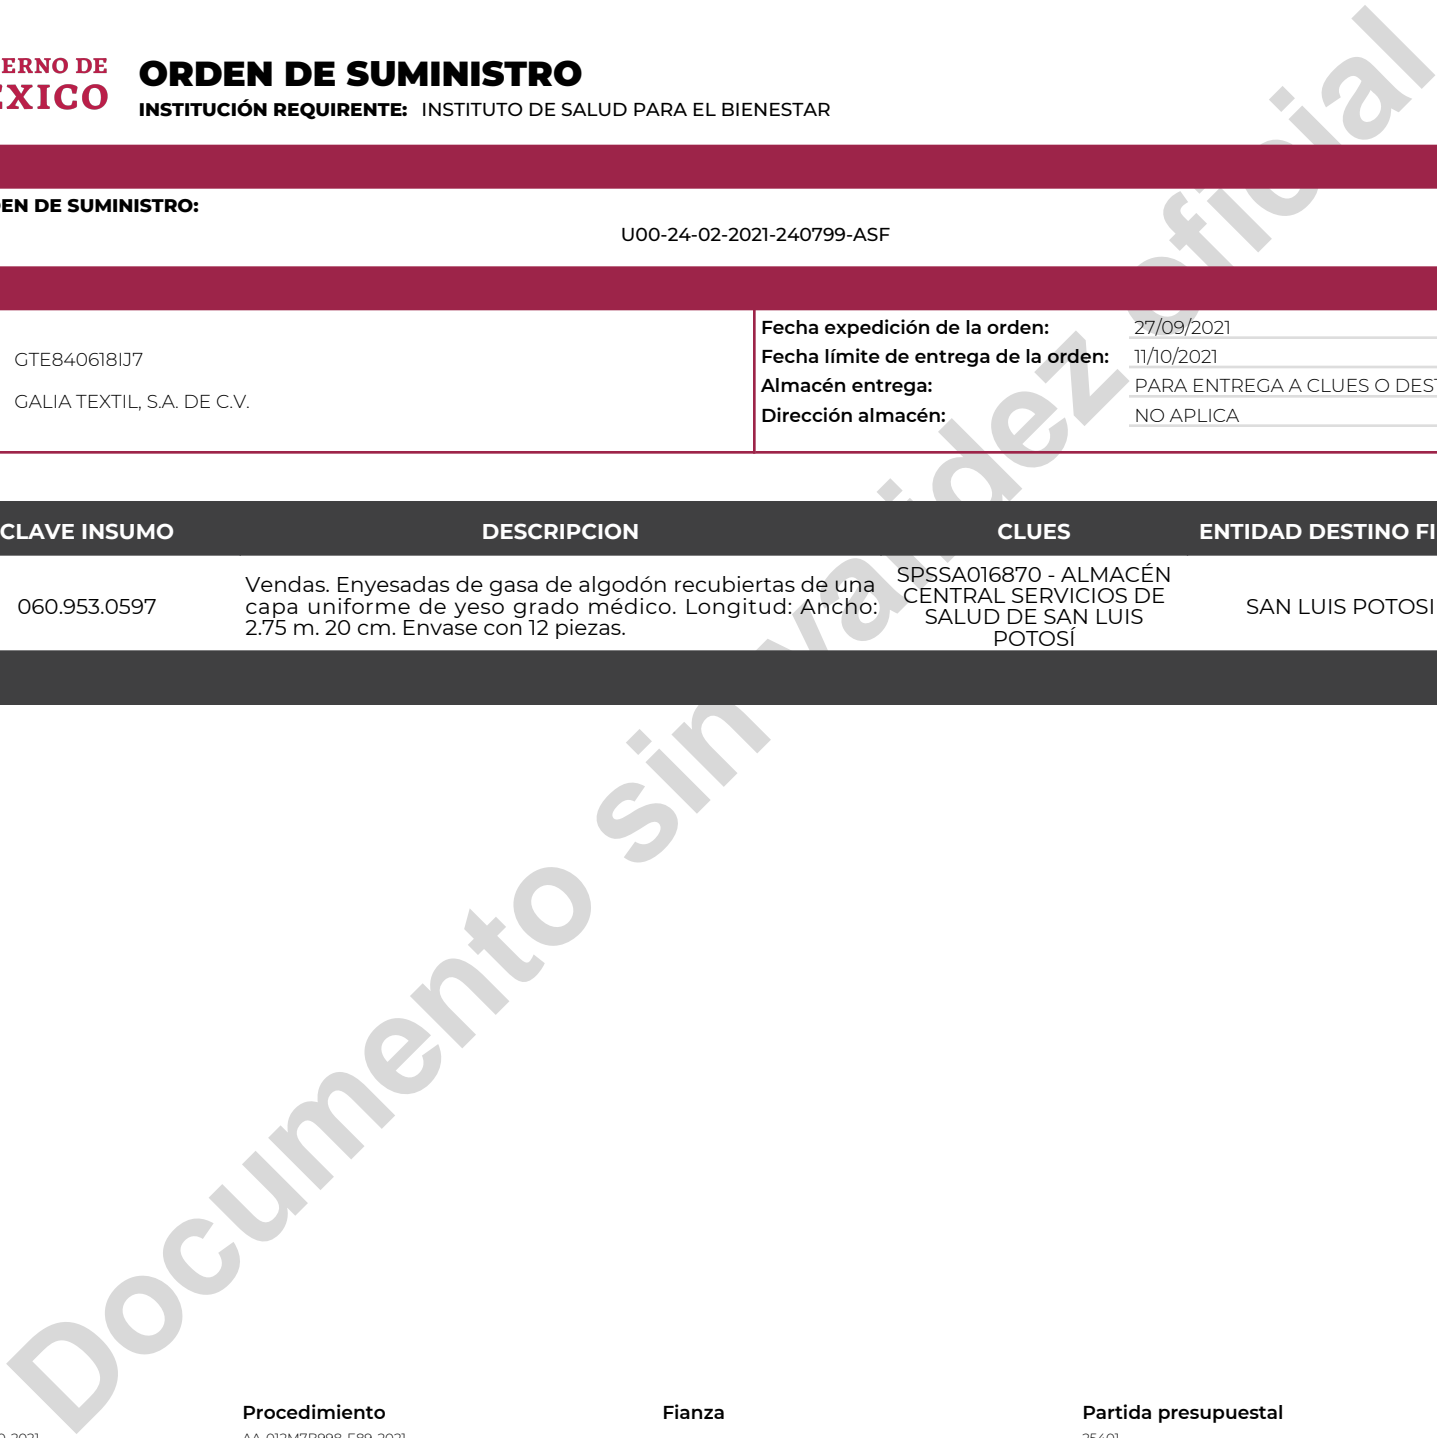 ERNO DE
ÉXICO
ORDEN DE SUMINISTRO
INSTITUCIÓN REQUIRENTE: INSTITUTO DE SALUD PARA EL BIENESTAR
EN DE SUMINISTRO:
U00-24-02-2021-240799-ASF
GTE840618IJ7
GALIA TEXTIL, S.A. DE C.V.
Fecha expedición de la orden: 27/09/2021
Fecha límite de entrega de la orden: 11/10/2021
Almacén entrega: PARA ENTREGA A CLUES O DEST
Dirección almacén: NO APLICA
CLAVE INSUMO DESCRIPCION CLUES ENTIDAD DESTINO FI
060.953.0597
Vendas. Enyesadas de gasa de algodón recubiertas de una
capa uniforme de yeso grado médico. Longitud: Ancho:
2.75 m. 20 cm. Envase con 12 piezas.
SPSSA016870 - ALMACÉN
CENTRAL SERVICIOS DE
SALUD DE SAN LUIS
POTOSÍ
SAN LUIS POTOSI
Documento sin validez oficial
Procedimiento Fianza Partida presupuestal